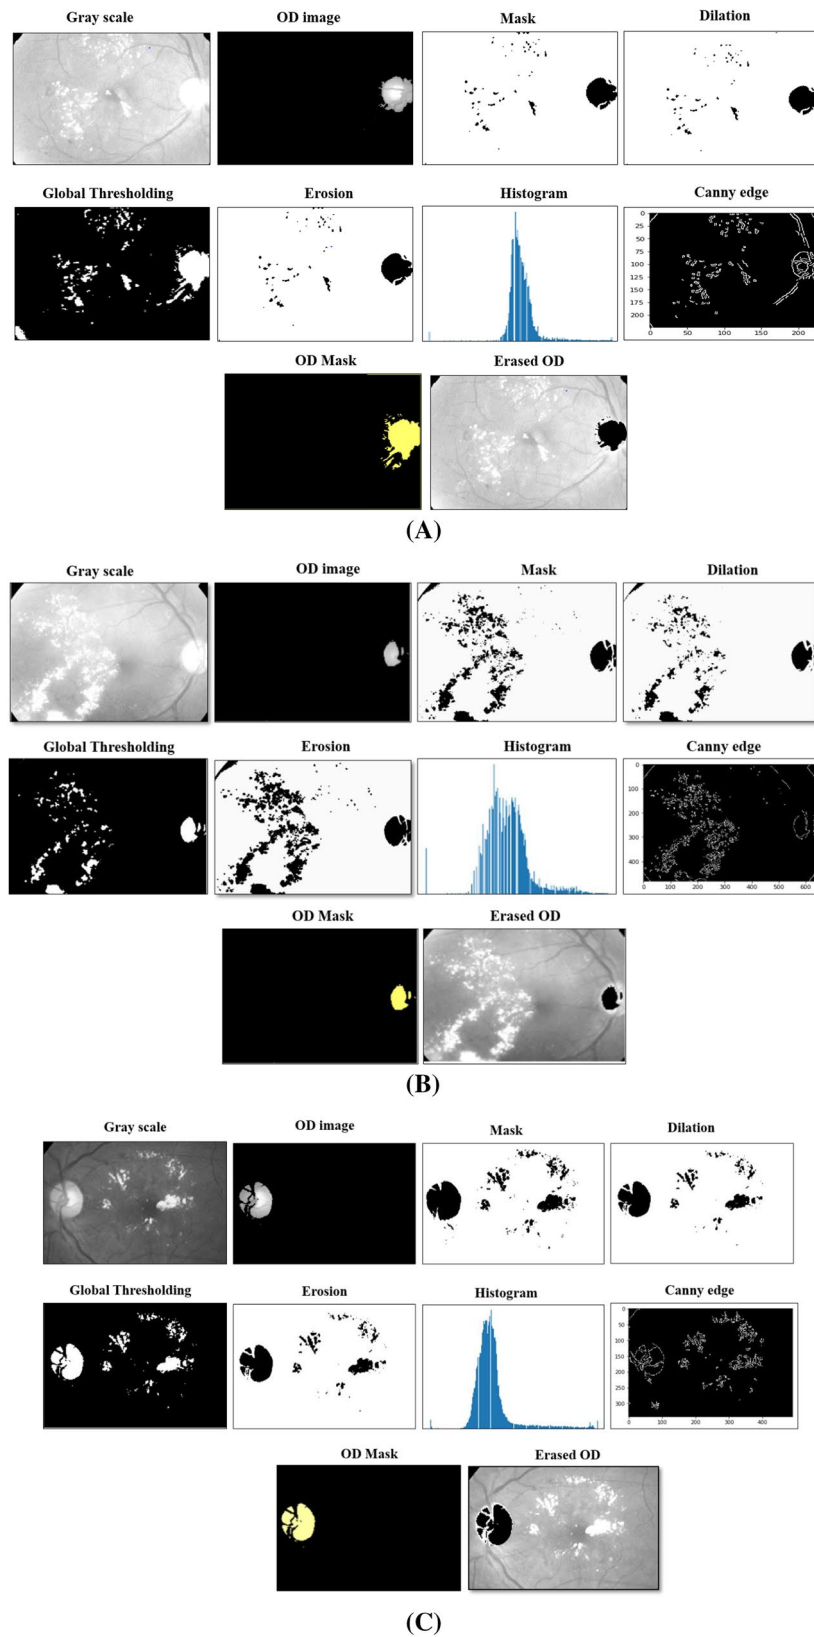 Gray scale OD image Mask Dilation
Global Thresholding Erosion Histogram Canny edge
0
25
50
75
100
125
150
175
200
0 50 100 150 200
OD Mask Erased OD
(A)
Gray scale OD image Mask Dilation
Global Thresholding Erosion Histogram Canny edge
0
100
200
300
400
0 100 200 300 400 500 600
OD Mask Erased OD
(B)
Gray scale OD image Mask Dilation
Global Thresholding Erosion Histogram Canny edge
0
50
100
150
200
250
300
0 100 200 300 400
OD Mask Erased OD
(C)